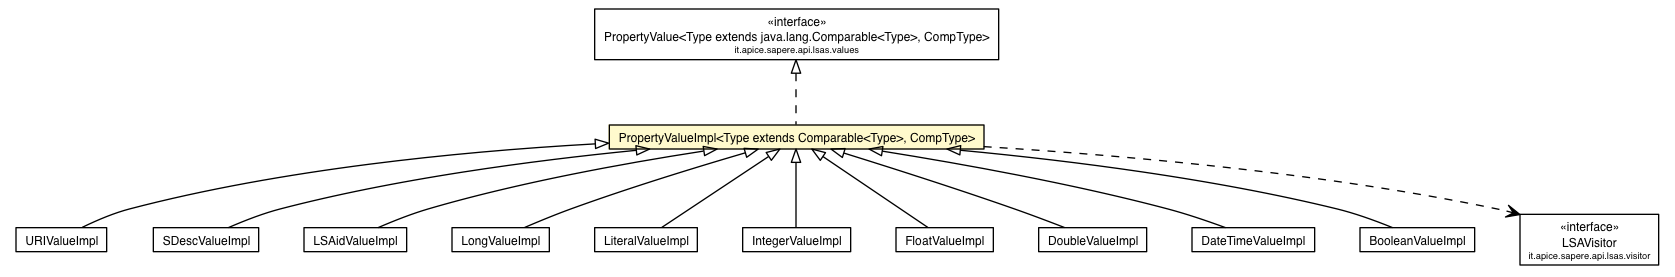 «interface»
PropertyValue<Type extends java.lang.Comparable<Type>, CompType>
it.apice.sapere.api.lsas.values
PropertyValueImpl<Type extends Comparable<Type>, CompType>
URIValueImpl
SDescValueImpl
LSAidValueImpl
LongValueImpl
LiteralValueImpl
IntegerValueImpl
FloatValueImpl
DoubleValueImpl
DateTimeValueImpl
BooleanValueImpl
«interface»
LSAVisitor
it.apice.sapere.api.lsas.visitor